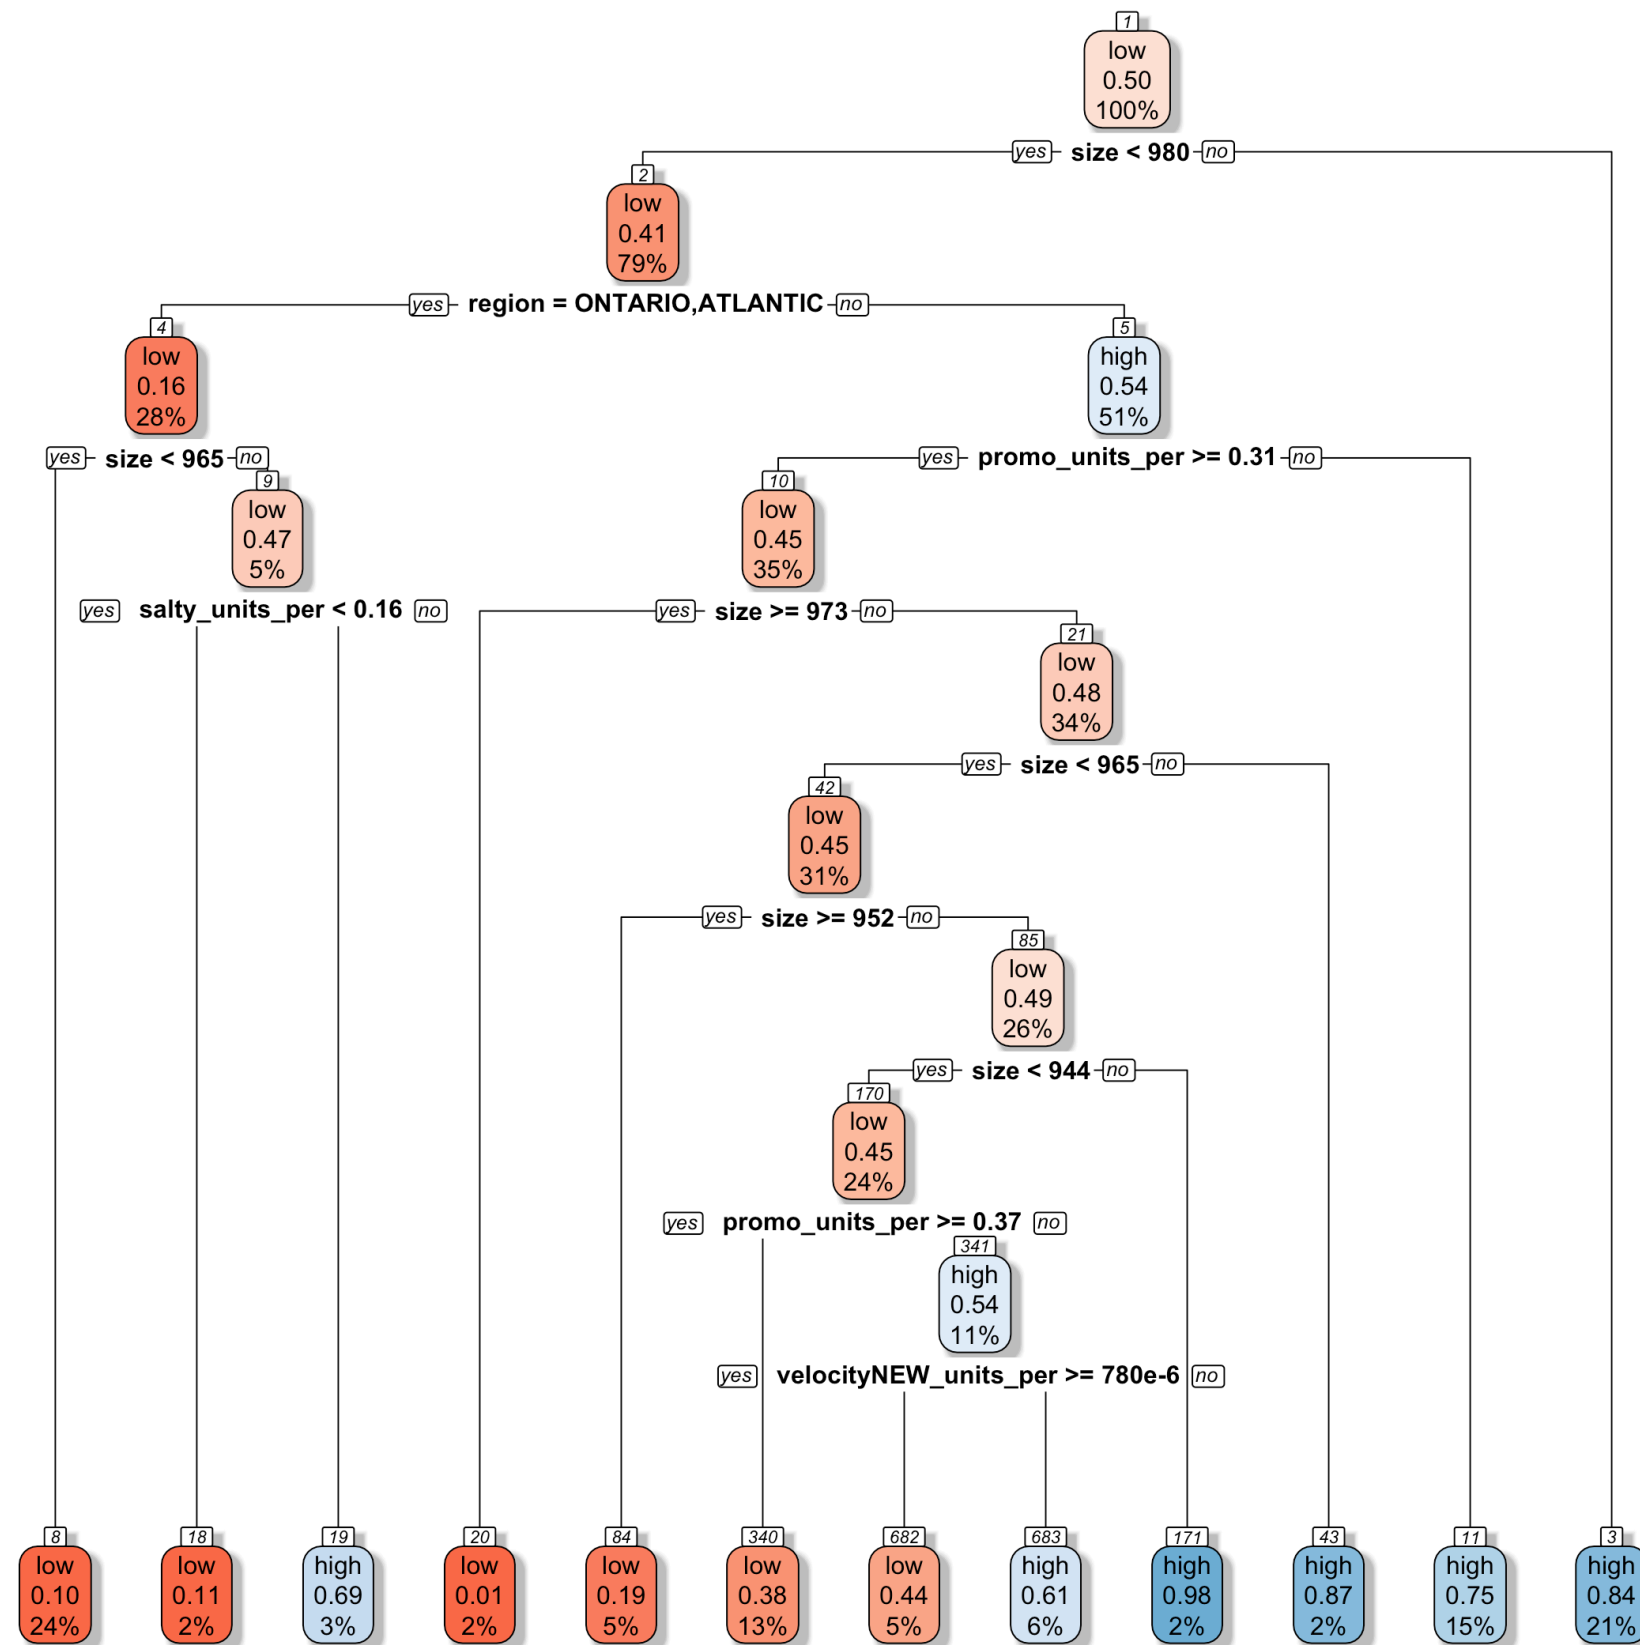 1
low
0.50
100%
yes size < 980 no
2
low
0.41
79%
yes region = ONTARIO,ATLANTIC no
4
low
0.16
28%
5
high
0.54
51%
yes size < 965 no
yes promo_units_per >= 0.31 no
9
low
0.47
5%
10
low
0.45
35%
yes salty_units_per < 0.16 no
yes size >= 973 no
21
low
0.48
34%
yes size < 965 no
42
low
0.45
31%
yes size >= 952 no
85
low
0.49
26%
yes size < 944 no
170
low
0.45
24%
yes promo_units_per >= 0.37 no
341
high
0.54
11%
yes velocityNEW_units_per >= 780e-6 no
8
low
0.10
24%
18
low
0.11
2%
19
high
0.69
3%
20
low
0.01
2%
84
low
0.19
5%
340
low
0.38
13%
682
low
0.44
5%
683
high
0.61
6%
171
high
0.98
2%
43
high
0.87
2%
11
high
0.75
15%
3
high
0.84
21%